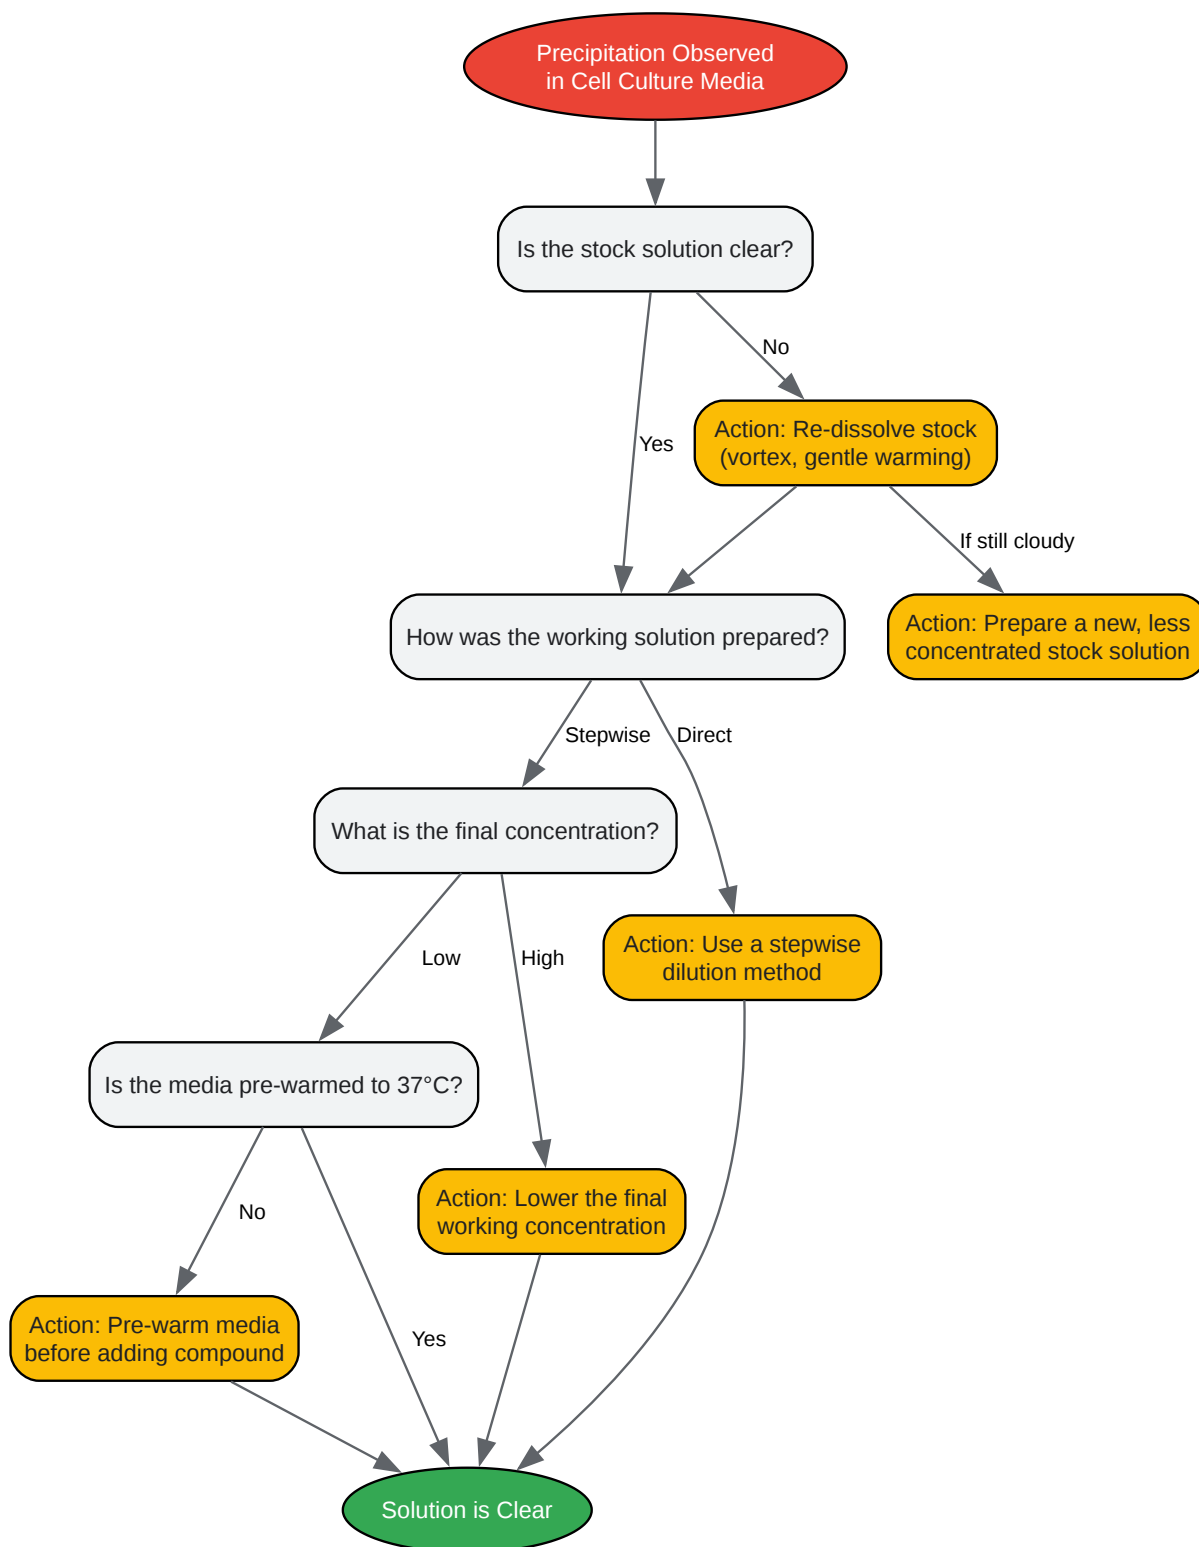 Precipitation Observed
in Cell Culture Media
Is the stock solution clear?
No
Action: Re-dissolve stock
(vortex, gentle warming)
Yes
If still cloudy
How was the working solution prepared?
Action: Prepare a new, less
concentrated stock solution
Stepwise
Direct
What is the final concentration?
Action: Use a stepwise
dilution method
Low
High
Is the media pre-warmed to 37°C?
Action: Lower the final
working concentration
No
Action: Pre-warm media
before adding compound
Yes
Solution is Clear